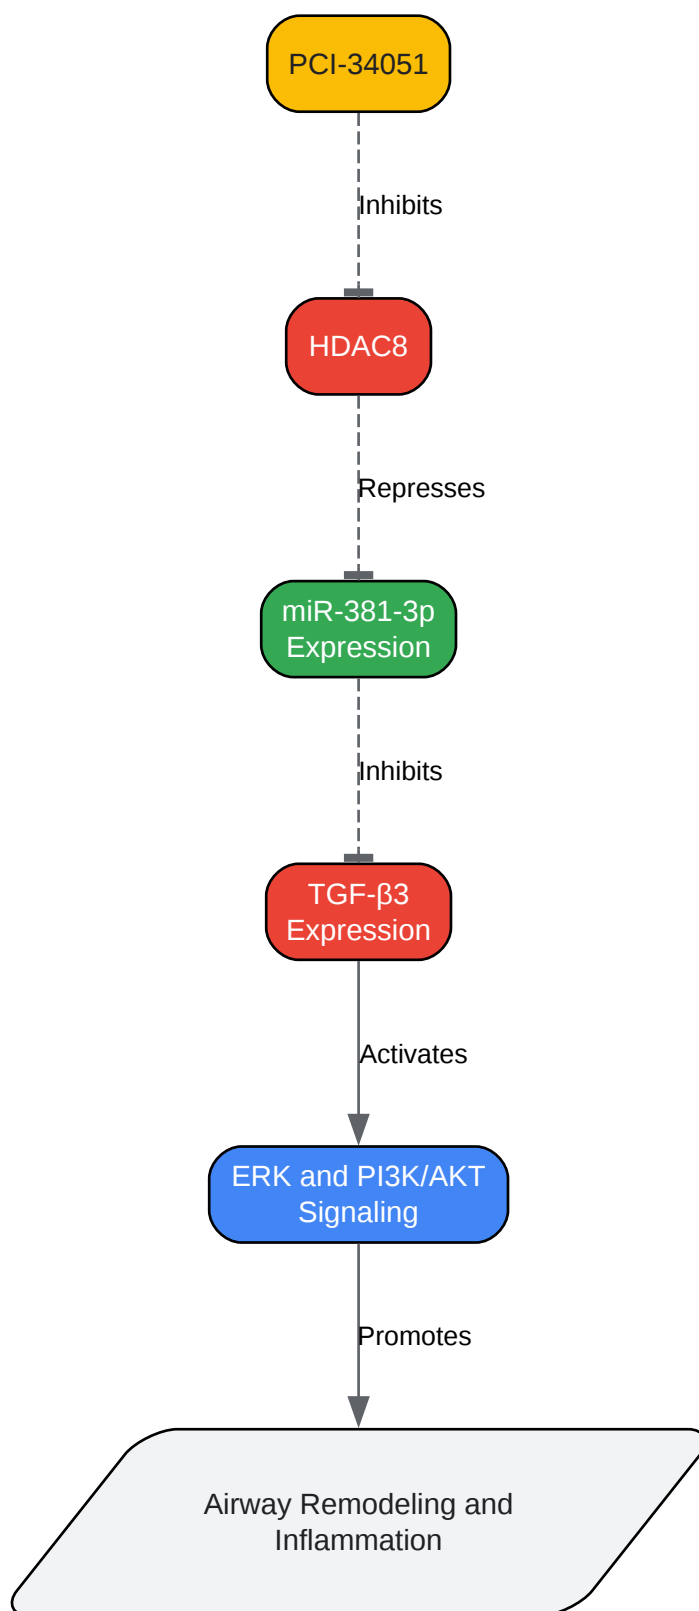 PCI-34051
Inhibits
HDAC8
Represses
miR-381-3p
Expression
Inhibits
TGF-β3
Expression
Activates
ERK and PI3K/AKT
Signaling
Promotes
Airway Remodeling and
Inflammation